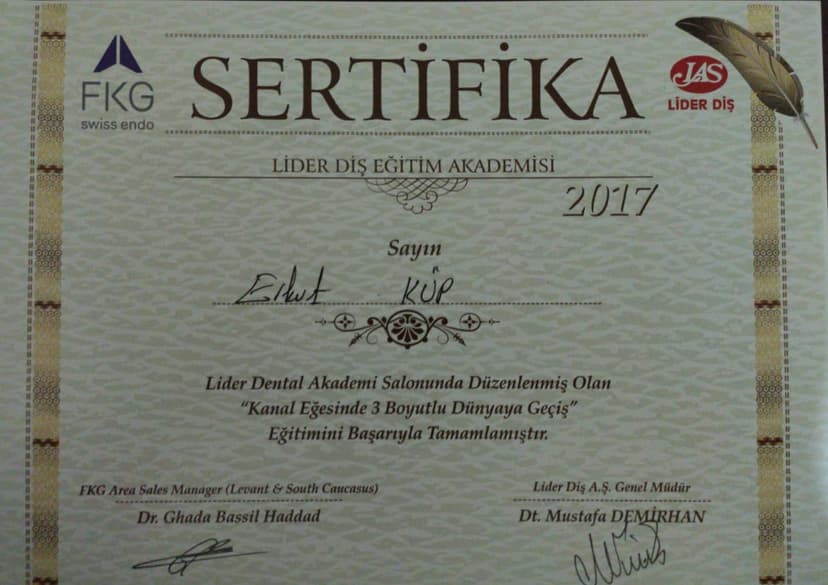 FKG
swiss endo
SERTİFİKA
JAS
LİDER DİŞ
LİDER DİŞ EĞİTİM AKADEMİSİ
2017
Sayın
Erkut KÜP
Lider Dental Akademi Salonunda Düzenlenmiş Olan
“Kanal Eğesinde 3 Boyutlu Dünyaya Geçiş”
Eğitimini Başarıyla Tamamlamıştır.
FKG Area Sales Manager (Levant & South Caucasus)
Dr. Ghada Bassil Haddad
Lider Diş A.Ş. Genel Müdür
Dt. Mustafa DEMİRHAN